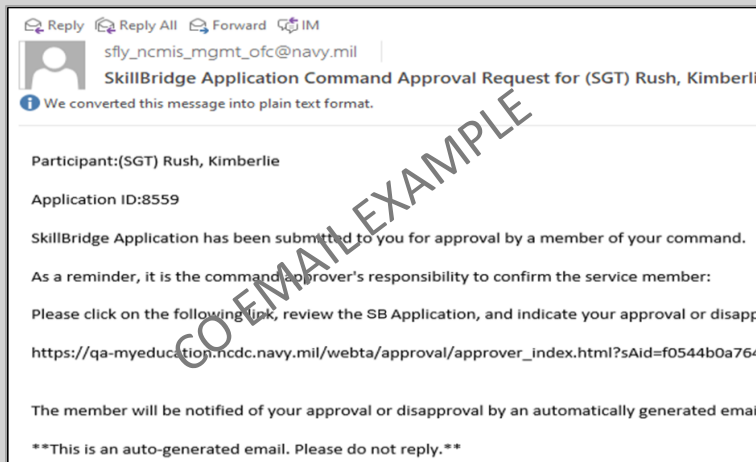 Reply Reply All Forward IM
sfly_ncmis_mgmt_ofc@navy.mil
SkillBridge Application Command Approval Request for (SGT) Rush, Kimberli
We converted this message into plain text format.
Participant:(SGT) Rush, Kimberlie
Application ID:8559
SkillBridge Application has been submitted to you for approval by a member of your command.
As a reminder, it is the command approver's responsibility to confirm the service member:
Please click on the following link, review the SB Application, and indicate your approval or disapp
https://qa-myeducation.ncdc.navy.mil/webta/approval/approver_index.html?sAid=f0544b0a764
The member will be notified of your approval or disapproval by an automatically generated emai
**This is an auto-generated email. Please do not reply.**
CO EMAIL EXAMPLE